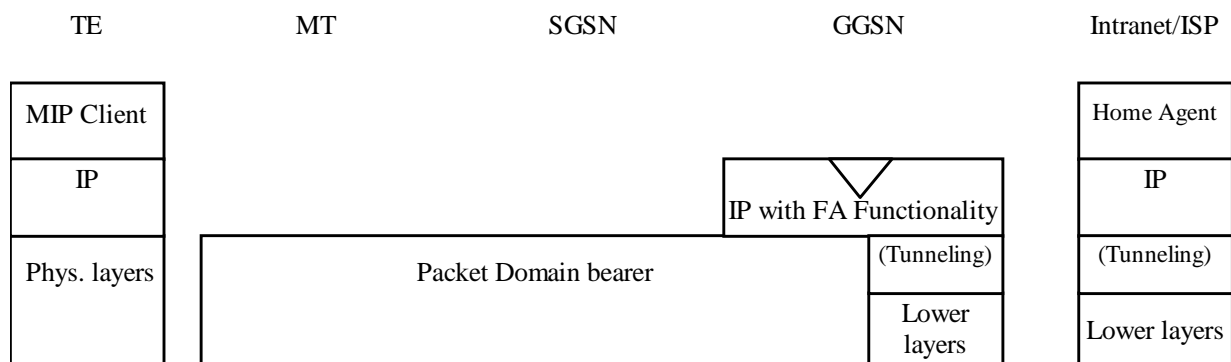 TE MT SGSN GGSN Intranet/ISP
MIP Client Home Agent
IP IP
IP with FA Functionality
Phys. layers Packet Domain bearer (Tunneling) (Tunneling)
Lower
layers Lower layers